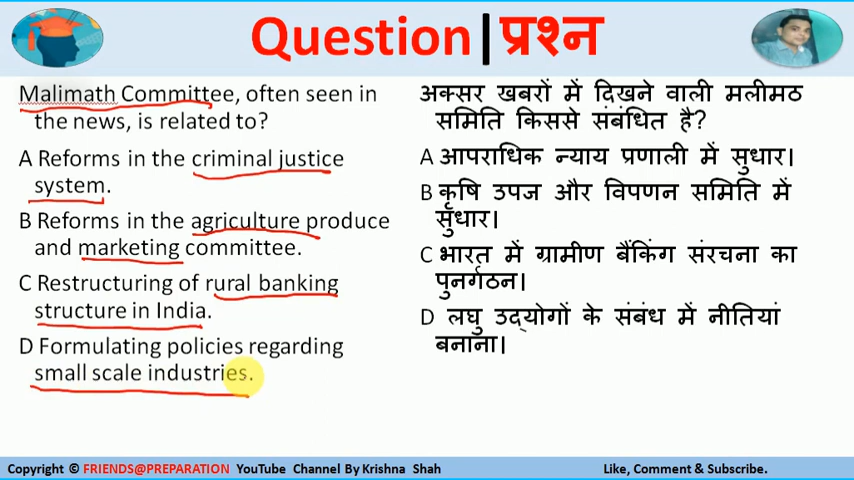 Question|प्रश्न
Malimath Committee, often seen in
the news, is related to?
A Reforms in the criminal justice
system.
B Reforms in the agriculture produce
and marketing committee.
C Restructuring of rural banking
structure in India.
D Formulating policies regarding
small scale industries.
अक्सर खबरों में दिखने वाली मलीमठ
समिति किससे संबंधित है?
A आपराधिक न्याय प्रणाली में सुधार।
B कृषि उपज और विपणन समिति में
सुधार।
C भारत में ग्रामीण बैंकिंग संरचना का
पुनर्गठन।
D लघु उद्योगों के संबंध में नीतियां
बनाना।
Copyright © FRIENDS@PREPARATION YouTube Channel By Krishna Shah
Like, Comment & Subscribe.